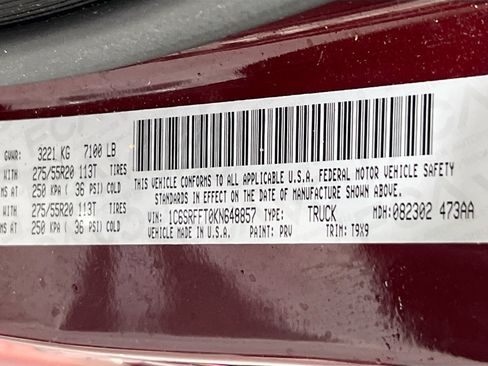 GVWR: 3221 KG 7100 LB
WITH 275/55R20 113T TIRES
MS AT 250 KPA ( 36 PSI) COLD
WITH 275/55R20 113T TIRES
MS AT 250 KPA ( 36 PSI) COLD
THIS VEHICLE CONFORMS TO ALL APPLICABLE U.S.A. FEDERAL MOTOR VEHICLE SAFETY
STANDARDS IN EFFECT ON THE DATE OF MANUFACTURE SHOWN ABOVE.
VIN: 1C6SRFFT0KN648857 TYPE: TRUCK MDH: 082302 473AA
VEHICLE MADE IN U.S.A. PAINT: PRV TRIM: T9X9